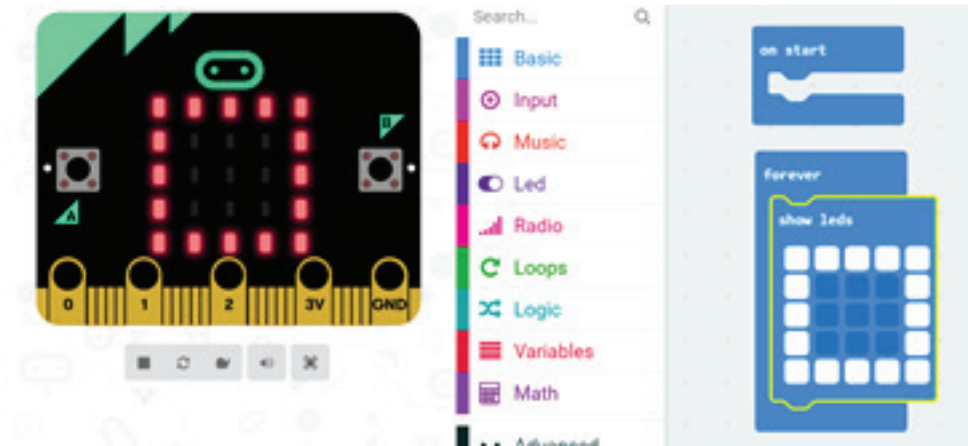 B
A
0 1 2 3V GND
Search...
Basic
Input
Music
Led
Radio
Loops
Logic
Variables
Math
Advanced
on start
forever
show leds